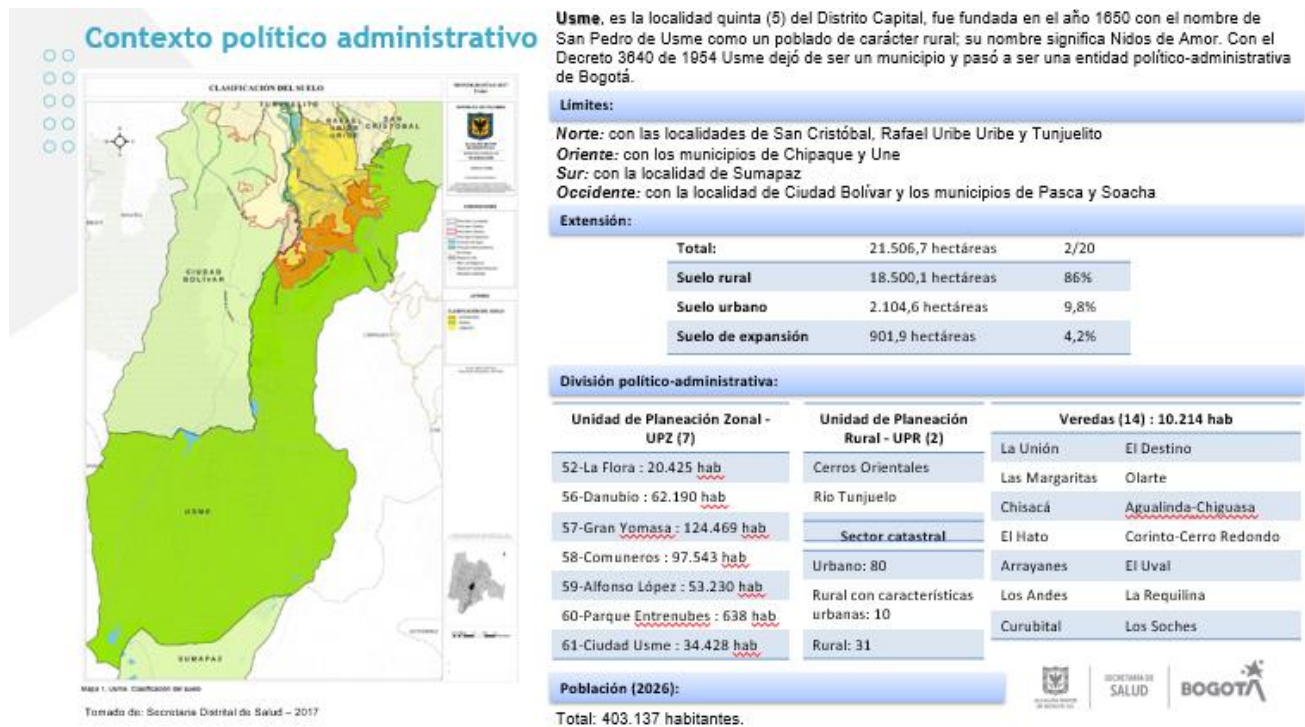 Contexto político administrativo
CLASIFICACIÓN DEL SUELO
TUNJUELITO
RAFAEL
URIBE
URIBE
SAN
CRISTÓBAL
CIUDAD
BOLÍVAR
USME
SUMAPAZ
Mapa 1. Usme. Clasificación del suelo
Tomado de: Secretaria Distrital de Salud – 2017
Usme, es la localidad quinta (5) del Distrito Capital, fue fundada en el año 1650 con el nombre de
San Pedro de Usme como un poblado de carácter rural; su nombre significa Nidos de Amor. Con el
Decreto 3640 de 1954 Usme dejó de ser un municipio y pasó a ser una entidad político-administrativa
de Bogotá.
Límites:
Norte: con las localidades de San Cristóbal, Rafael Uribe Uribe y Tunjuelito
Oriente: con los municipios de Chipaque y Une
Sur: con la localidad de Sumapaz
Occidente: con la localidad de Ciudad Bolívar y los municipios de Pasca y Soacha
Extensión:
Total: 21.506,7 hectáreas 2/20
Suelo rural 18.500,1 hectáreas 86%
Suelo urbano 2.104,6 hectáreas 9,8%
Suelo de expansión 901,9 hectáreas 4,2%
División político-administrativa:
Unidad de Planeación Zonal -
UPZ (7)
52-La Flora : 20.425 hab
56-Danubio : 62.190 hab
57-Gran Yomasa : 124.469 hab
58-Comuneros : 97.543 hab
59-Alfonso López : 53.230 hab
60-Parque Entrenubes : 638 hab
61-Ciudad Usme : 34.428 hab
Unidad de Planeación
Rural - UPR (2)
Cerros Orientales
Río Tunjuelo
Sector catastral
Urbano: 80
Rural con características
urbanas: 10
Rural: 31
Veredas (14) : 10.214 hab
La Unión El Destino
Las Margaritas Olarte
Chisacá Agualinda-Chiguasa
El Hato Corinto-Cerro Redondo
Arrayanes El Uval
Los Andes La Requilina
Curubital Los Soches
Población (2026):
Total: 403.137 habitantes.
SECRETARÍA DE
SALUD
BOGOTÁ